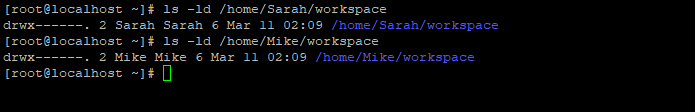 [root@localhost ~]# ls -ld /home/Sarah/workspace
drwx------. 2 Sarah Sarah 6 Mar 11 02:09 /home/Sarah/workspace
[root@localhost ~]# ls -ld /home/Mike/workspace
drwx------. 2 Mike Mike 6 Mar 11 02:09 /home/Mike/workspace
[root@localhost ~]#